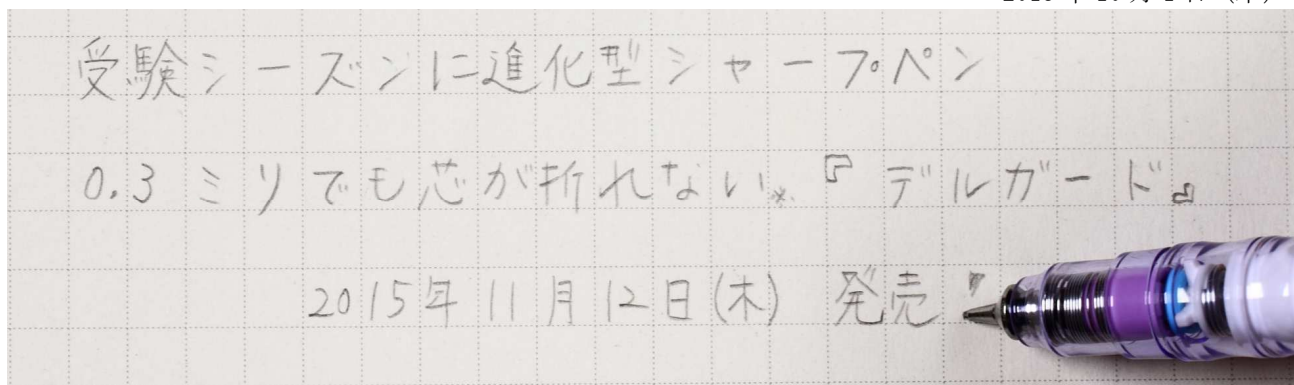 受験シーズンに進化型シャープペン
0.3ミリでも芯が折れない※『デルガード』
2015年11月12日(木) 発売